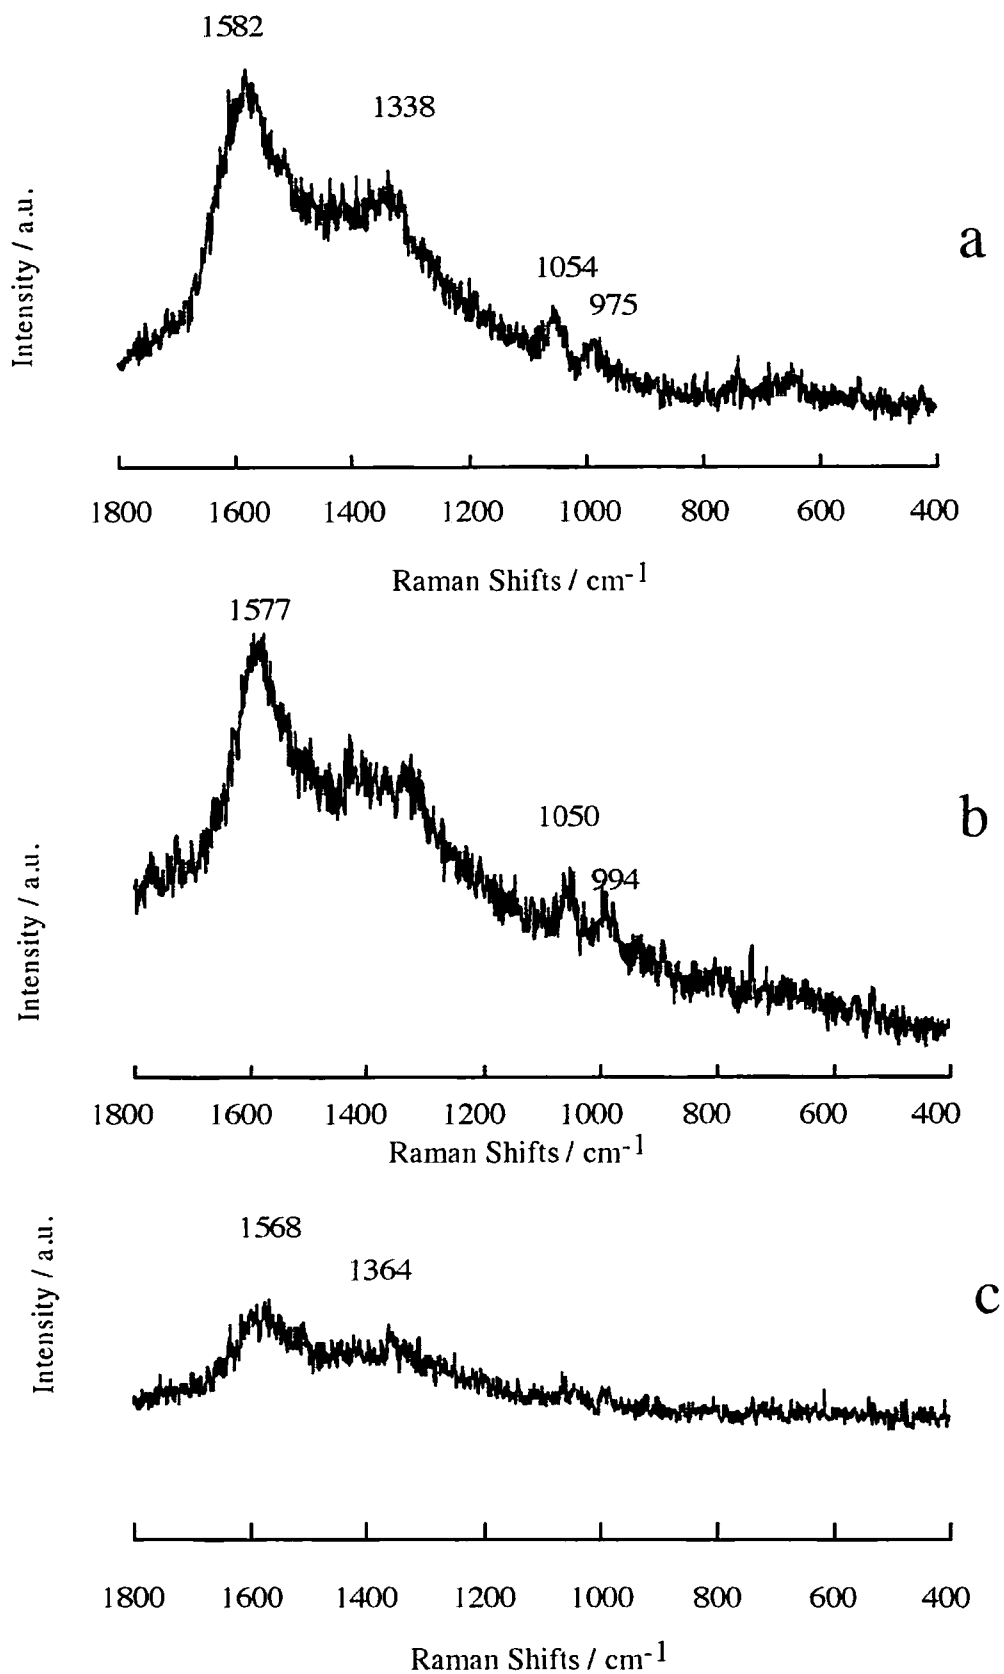 1582
1338
1054
975
a
Intensity / a.u.
1800 1600 1400 1200 1000 800 600 400
Raman Shifts / cm-1
1577
1050
994
b
Intensity / a.u.
1800 1600 1400 1200 1000 800 600 400
Raman Shifts / cm-1
1568
1364
c
Intensity / a.u.
1800 1600 1400 1200 1000 800 600 400
Raman Shifts / cm-1